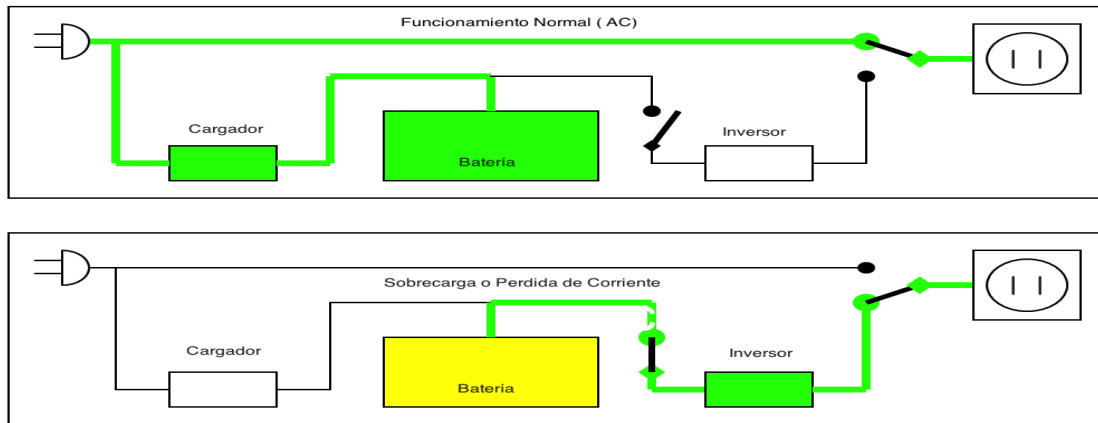 Funcionamiento Normal ( AC)
Cargador
Inversor
Batería
Sobrecarga o Perdida de Corriente
Cargador
Inversor
Batería